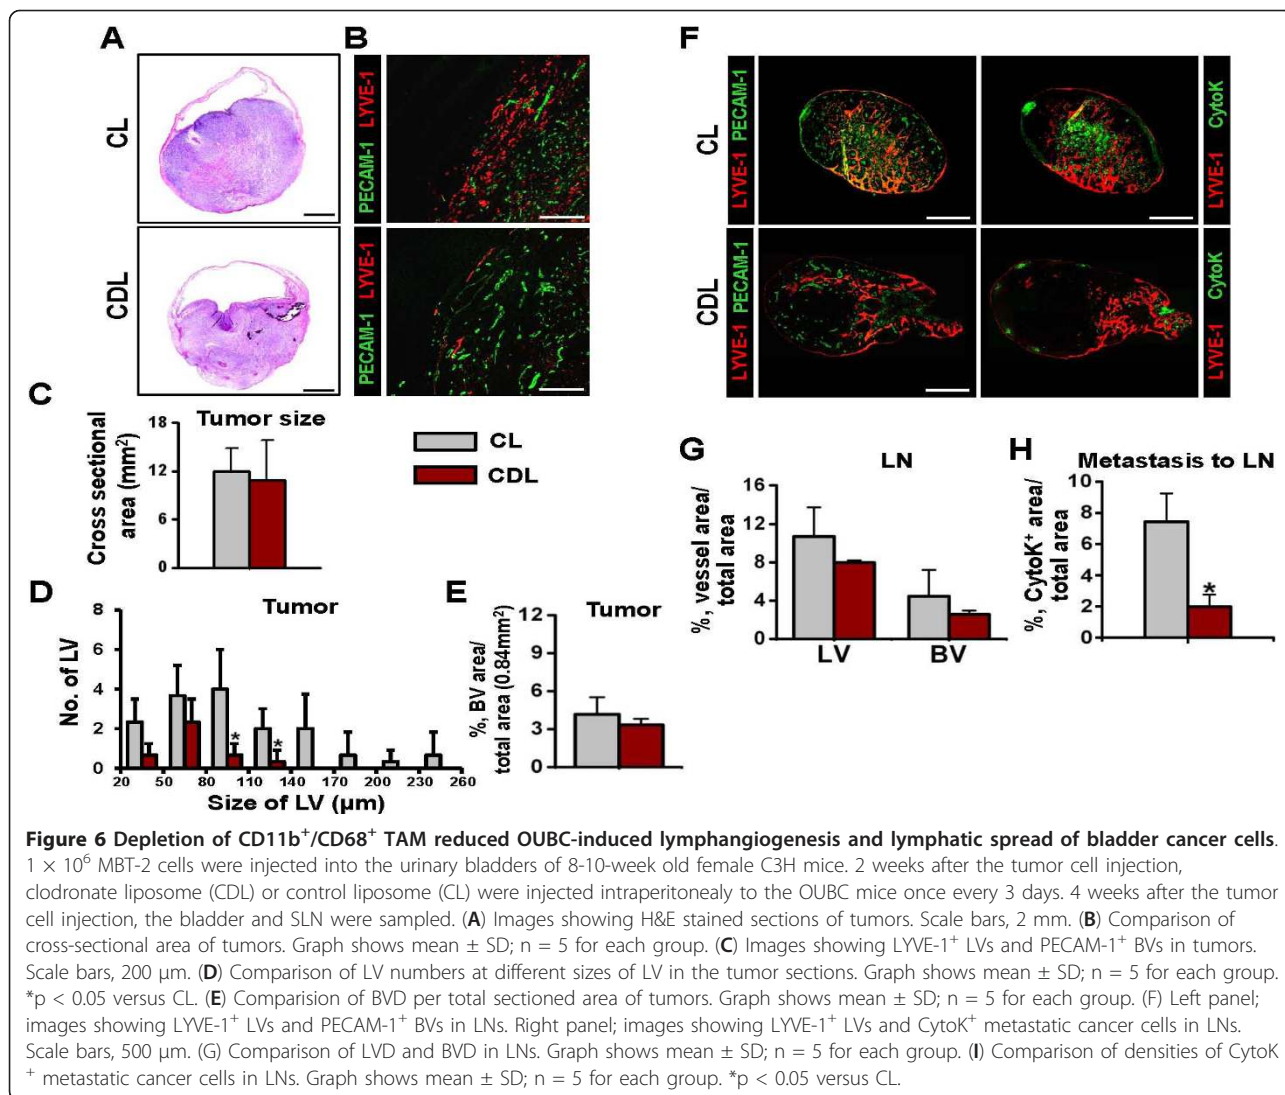 A
B
F
CL
PECAM-1 LYVE-1
LYVE-1 PECAM-1
LYVE-1 CytoK
CDL
PECAM-1 LYVE-1
LYVE-1 PECAM-1
LYVE-1 CytoK
CL
CDL
C
Tumor size
Cross sectional
area (mm²)
18
12
6
0
CL
CDL
D
Tumor
No. of LV
8
6
4
2
0
* *
20 50 80 110 140 170 200 230 260
Size of LV (µm)
E
Tumor
%, BV area/
total area (0.84mm²)
12
9
6
3
0
G
LN
%, vessel area/
total area
16
12
8
4
0
LV BV
H
Metastasis to LN
%, CytoK⁺ area/
total area
10
8
6
4
2
0
*
Figure 6 Depletion of CD11b⁺/CD68⁺ TAM reduced OUBC-induced lymphangiogenesis and lymphatic spread of bladder cancer cells.
1 × 10⁶ MBT-2 cells were injected into the urinary bladders of 8-10-week old female C3H mice. 2 weeks after the tumor cell injection,
clodronate liposome (CDL) or control liposome (CL) were injected intraperitonealy to the OUBC mice once every 3 days. 4 weeks after the tumor
cell injection, the bladder and SLN were sampled. (A) Images showing H&E stained sections of tumors. Scale bars, 2 mm. (B) Comparison of
cross-sectional area of tumors. Graph shows mean ± SD; n = 5 for each group. (C) Images showing LYVE-1⁺ LVs and PECAM-1⁺ BVs in tumors.
Scale bars, 200 µm. (D) Comparison of LV numbers at different sizes of LV in the tumor sections. Graph shows mean ± SD; n = 5 for each group.
*p < 0.05 versus CL. (E) Comparision of BVD per total sectioned area of tumors. Graph shows mean ± SD; n = 5 for each group. (F) Left panel;
images showing LYVE-1⁺ LVs and PECAM-1⁺ BVs in LNs. Right panel; images showing LYVE-1⁺ LVs and CytoK⁺ metastatic cancer cells in LNs.
Scale bars, 500 µm. (G) Comparison of LVD and BVD in LNs. Graph shows mean ± SD; n = 5 for each group. (I) Comparison of densities of CytoK
⁺ metastatic cancer cells in LNs. Graph shows mean ± SD; n = 5 for each group. *p < 0.05 versus CL.